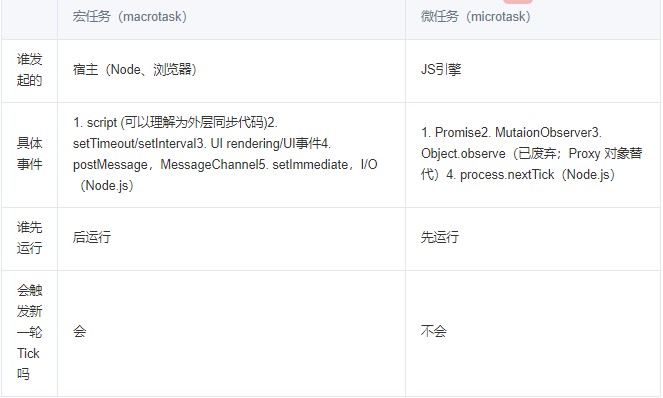 宏任务（macrotask）
微任务（microtask）
谁发
起的
宿主（Node、浏览器）
JS引擎
具体
事件
1. script (可以理解为外层同步代码)2.
setTimeout/setInterval3. UI rendering/UI事件4.
postMessage，MessageChannel5. setImmediate，I/O
（Node.js）
1. Promise2. MutaionObserver3.
Object.observe（已废弃；Proxy 对象替
代）4. process.nextTick（Node.js）
谁先
运行
后运行
先运行
会触
发新
一轮
Tick
吗
会
不会